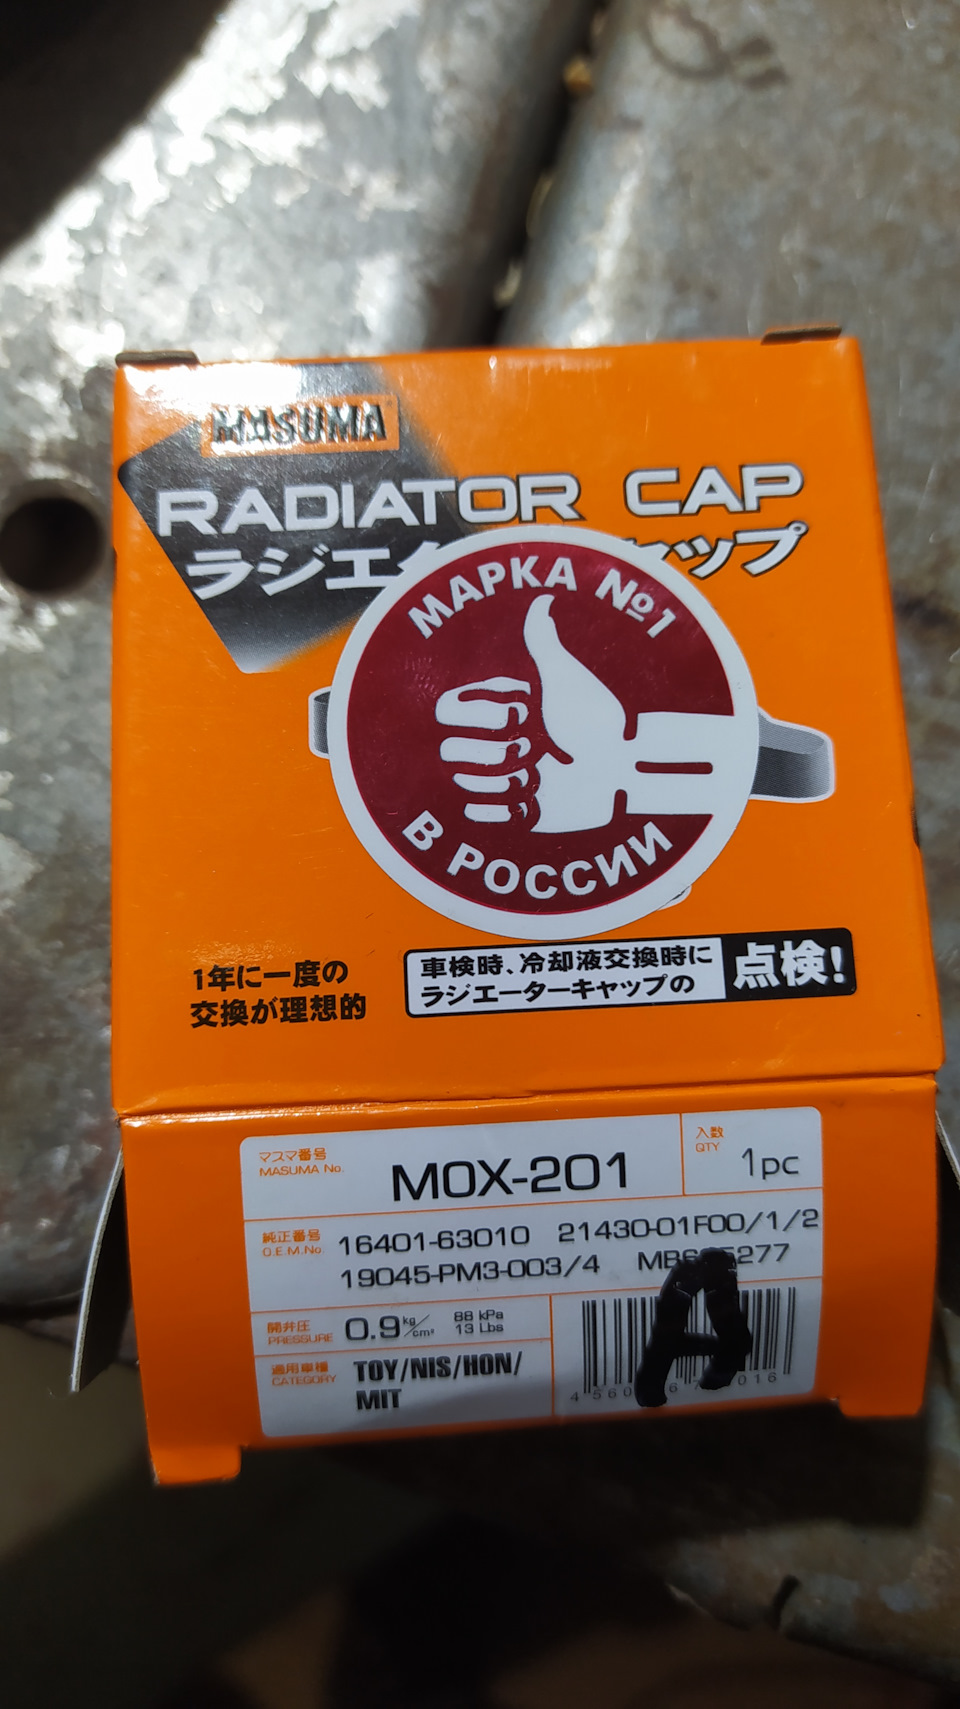 MASUMA
RADIATOR CAP
ラジエ キャップ
МАРКА №1
В РОССИИ
1年に一度の
交換が理想的
車検時、冷却液交換時に
ラジエーターキャップの
点検!
マスマ番号
MASUMA No.
MOX-201
入数
QTY
1pc
純正番号
O.E.M.No.
16401-63010 21430-01F00/1/2
19045-PM3-003/4
開弁圧
PRESSURE
0.9 kg/cm²
88 kPa
13 Lbs
適用車種
CATEGORY
TOY/NIS/HON/
MIT
A